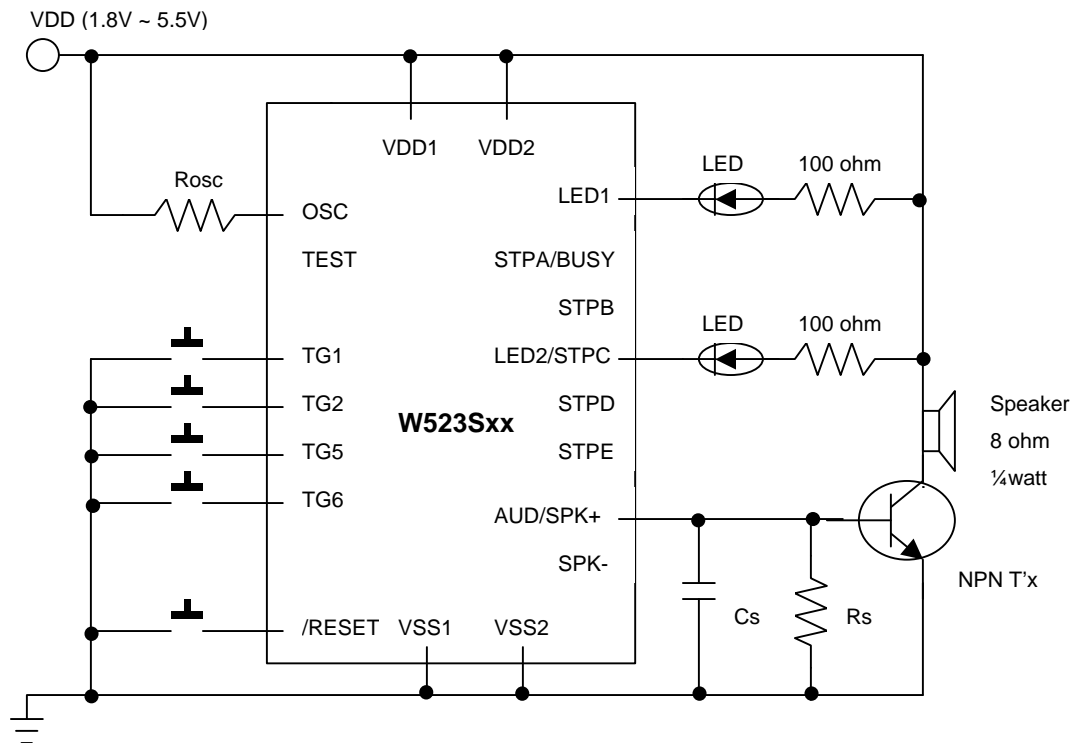 VDD (1.8V ~ 5.5V)
VDD1
VDD2
Rosc
OSC
TEST
TG1
TG2
TG5
TG6
/RESET
VSS1
VSS2
W523Sxx
LED1
STPA/BUSY
STPB
LED2/STPC
STPD
STPE
AUD/SPK+
SPK-
LED
100 ohm
LED
100 ohm
Speaker
8 ohm
¼watt
NPN T'x
Cs
Rs